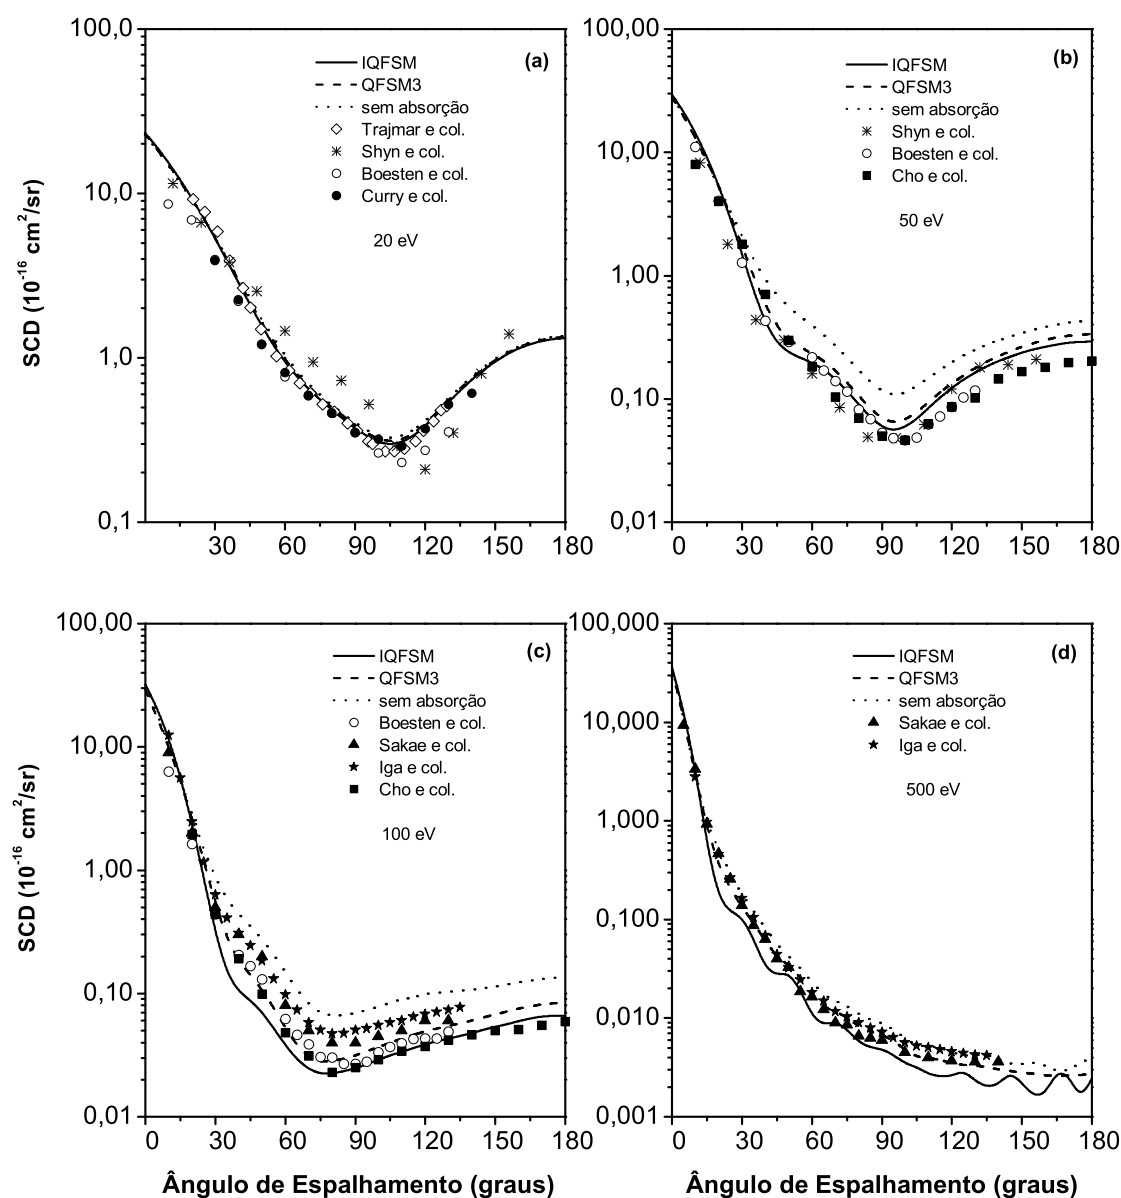 SCD (10⁻¹⁶ cm²/sr)
100,0
10,0
1,0
0,1
(a)
IQFSM
QFSM3
sem absorção
Trajmar e col.
Shyn e col.
Boesten e col.
Curry e col.
20 eV
30 60 90 120 150 180
100,00
10,00
1,00
0,10
0,01
(b)
IQFSM
QFSM3
sem absorção
Shyn e col.
Boesten e col.
Cho e col.
50 eV
0 30 60 90 120 150 180
SCD (10⁻¹⁶ cm²/sr)
100,00
10,00
1,00
0,10
0,01
(c)
IQFSM
QFSM3
sem absorção
Boesten e col.
Sakae e col.
Iga e col.
Cho e col.
100 eV
0 30 60 90 120 150 180
Ângulo de Espalhamento (graus)
100,000
10,000
1,000
0,100
0,010
0,001
(d)
IQFSM
QFSM3
sem absorção
Sakae e col.
Iga e col.
500 eV
0 30 60 90 120 150 180
Ângulo de Espalhamento (graus)